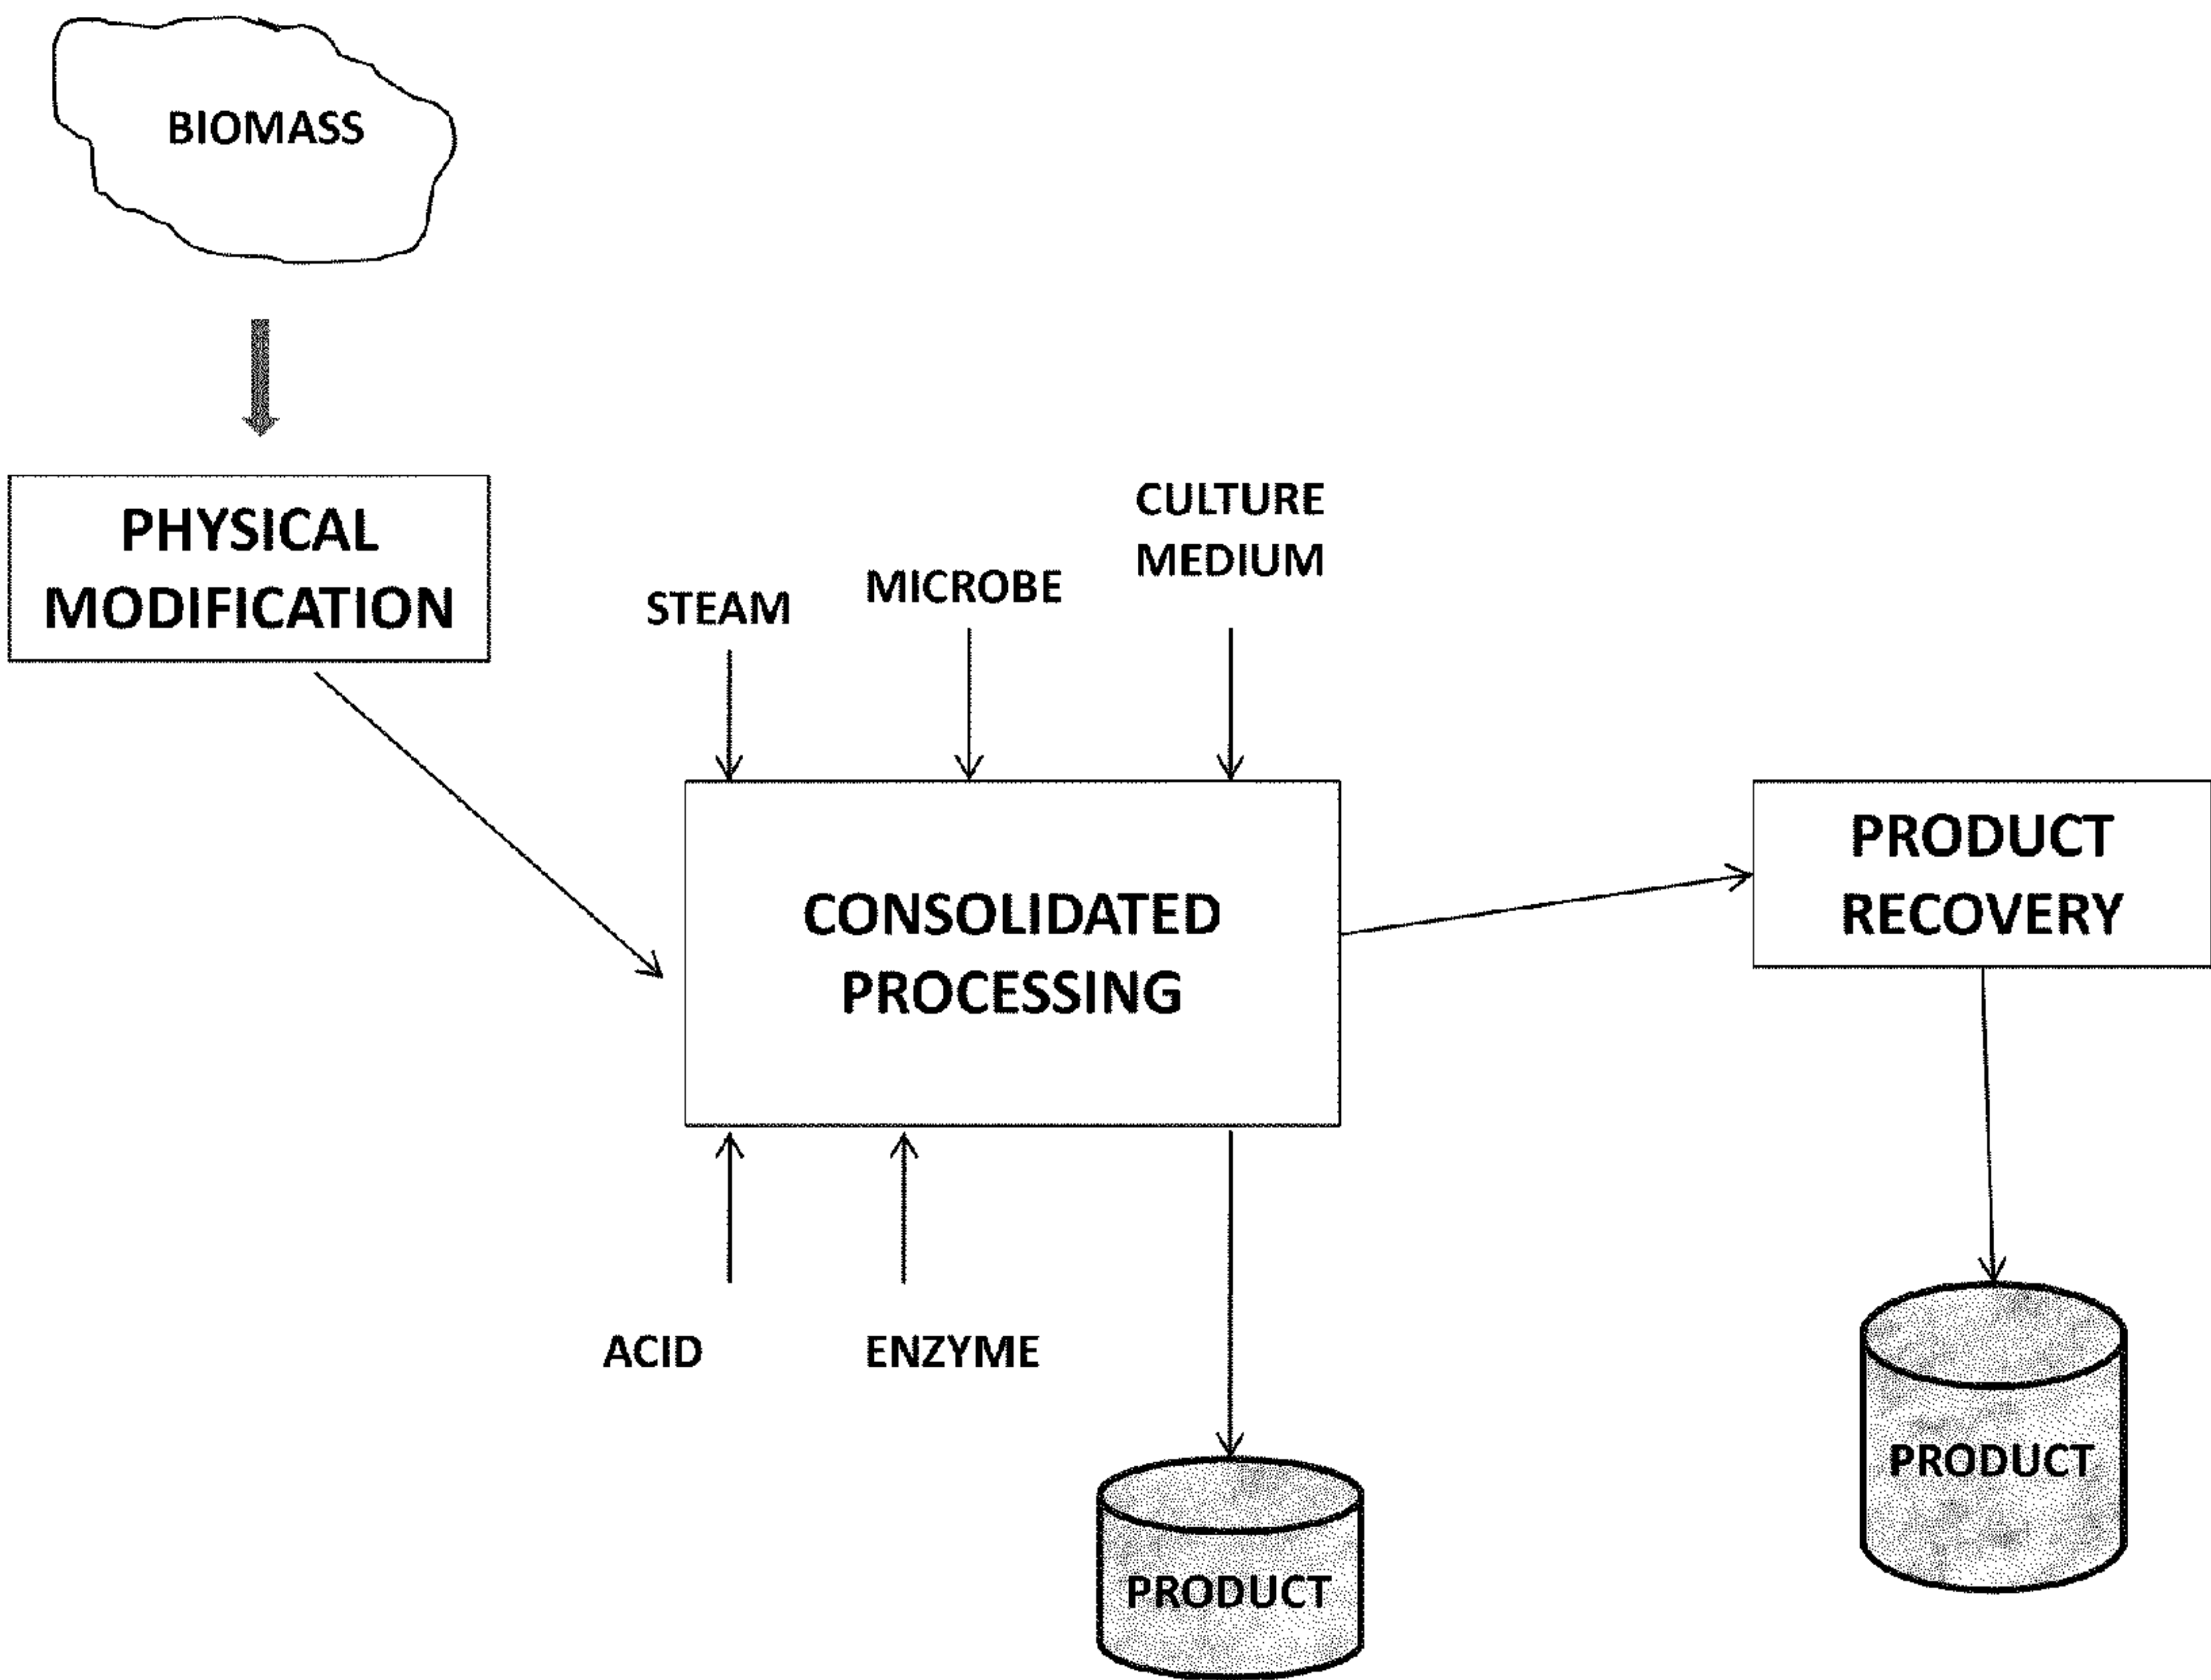 BIOMASS
PHYSICAL
MODIFICATION
STEAM
MICROBE
CULTURE
MEDIUM
CONSOLIDATED
PROCESSING
PRODUCT
RECOVERY
ACID
ENZYME
PRODUCT
PRODUCT